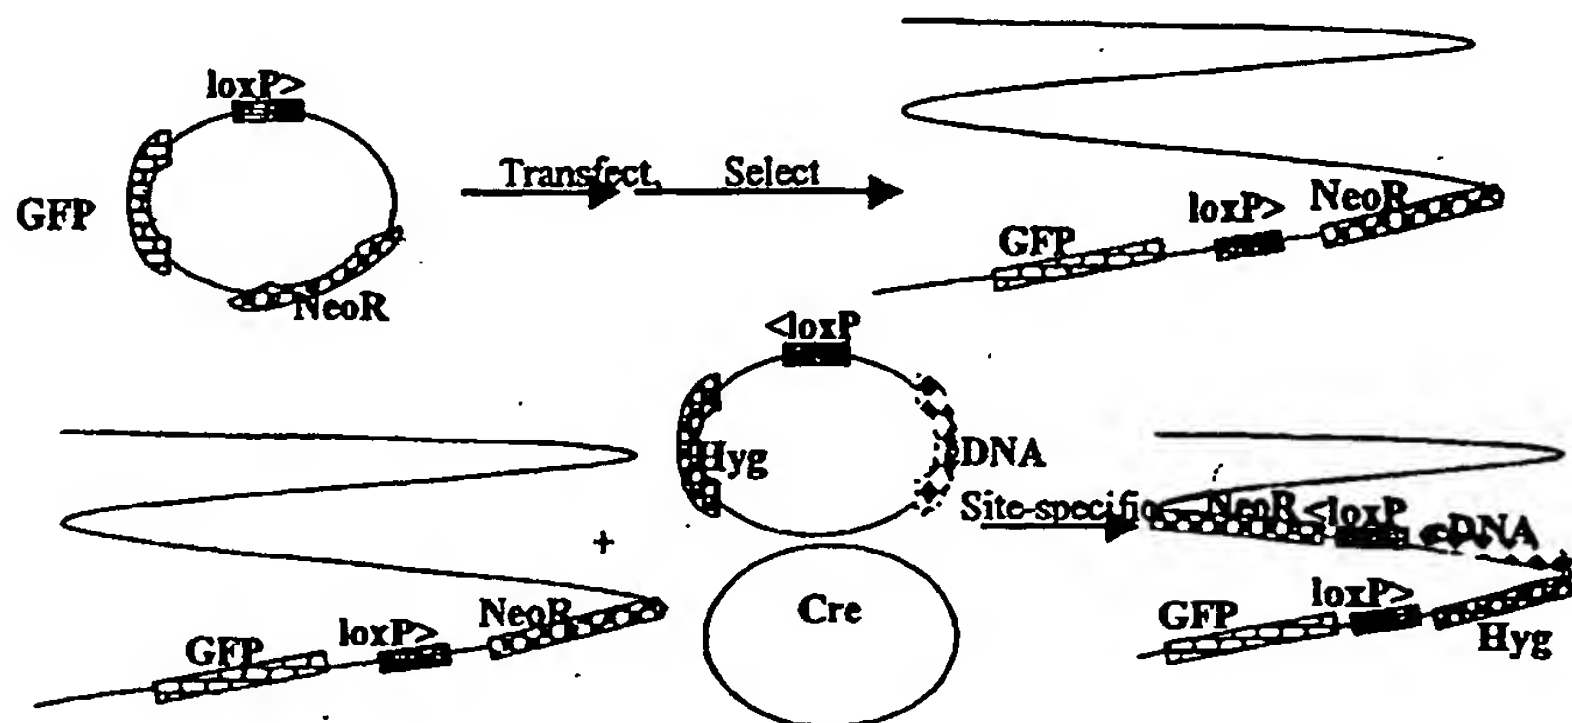 loxP>
GFP
NeoR
Transfect, Select
GFP loxP> NeoR
<loxP
Hyg
DNA
Site-specific
+
Cre
GFP loxP> NeoR
NeoR <loxP DNA
GFP loxP> Hyg